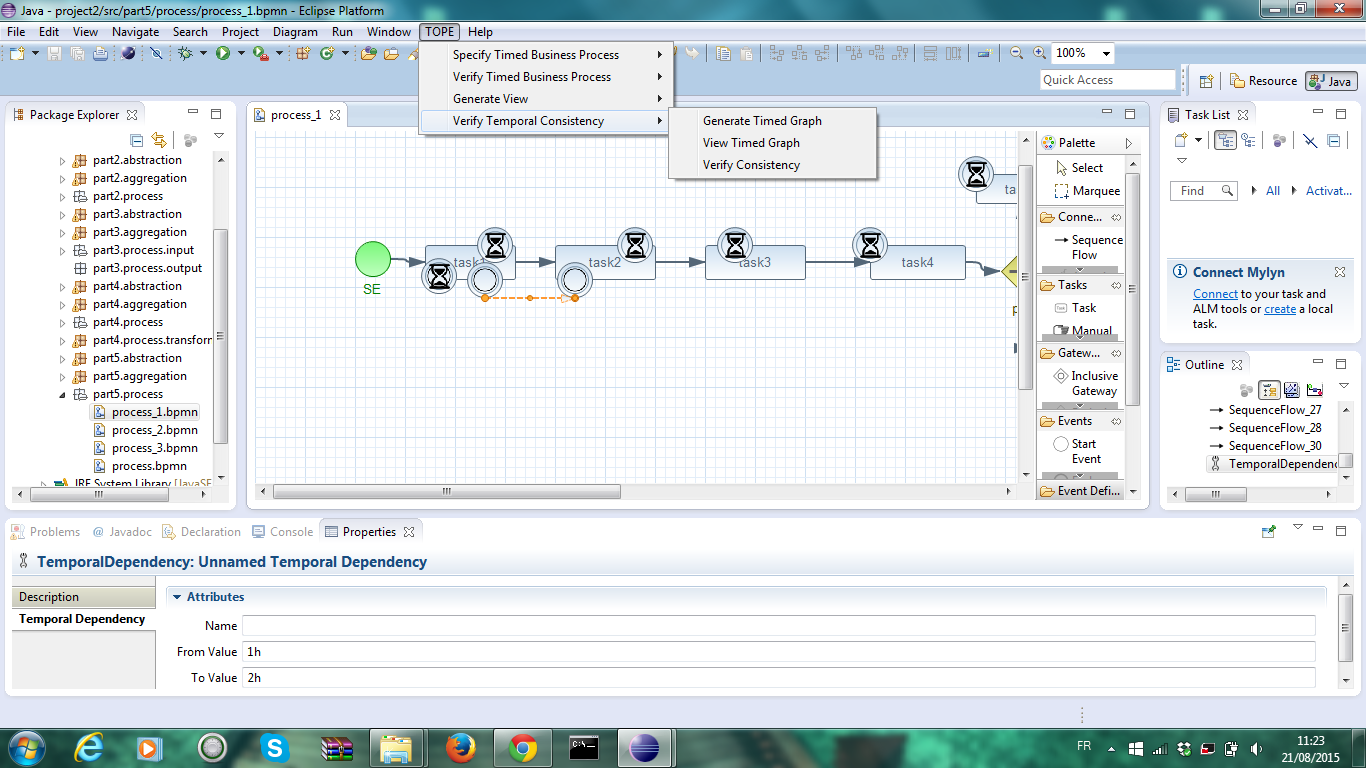 Java - project2/src/part5/process/process_1.bpmn - Eclipse Platform
File Edit View Navigate Search Project Diagram Run Window TOPE Help
Specify Timed Business Process
Verify Timed Business Process
Generate View
Verify Temporal Consistency
Generate Timed Graph
View Timed Graph
Verify Consistency
100%
Quick Access
Resource
Java
Package Explorer
part2.abstraction
part2.aggregation
part2.process
part3.abstraction
part3.aggregation
part3.process.input
part3.process.output
part4.abstraction
part4.aggregation
part4.process
part4.process.transforr
part5.abstraction
part5.aggregation
part5.process
process_1.bpmn
process_2.bpmn
process_3.bpmn
process.bpmn
JRE System Library [JavaSE
process_1
SE
task1
task2
task3
task4
ta
p
Palette
Select
Marquee
Conne...
Sequence
Flow
Tasks
Task
Manual
Gatew...
Inclusive
Gateway
Events
Start
Event
Event Defi...
Task List
Find
All
Activat...
Connect Mylyn
Connect to your task and
ALM tools or create a local
task.
Outline
SequenceFlow_27
SequenceFlow_28
SequenceFlow_30
TemporalDependenc
Problems
@ Javadoc
Declaration
Console
Properties
TemporalDependency: Unnamed Temporal Dependency
Description
Temporal Dependency
Attributes
Name
From Value 1h
To Value 2h
FR
11:23
21/08/2015